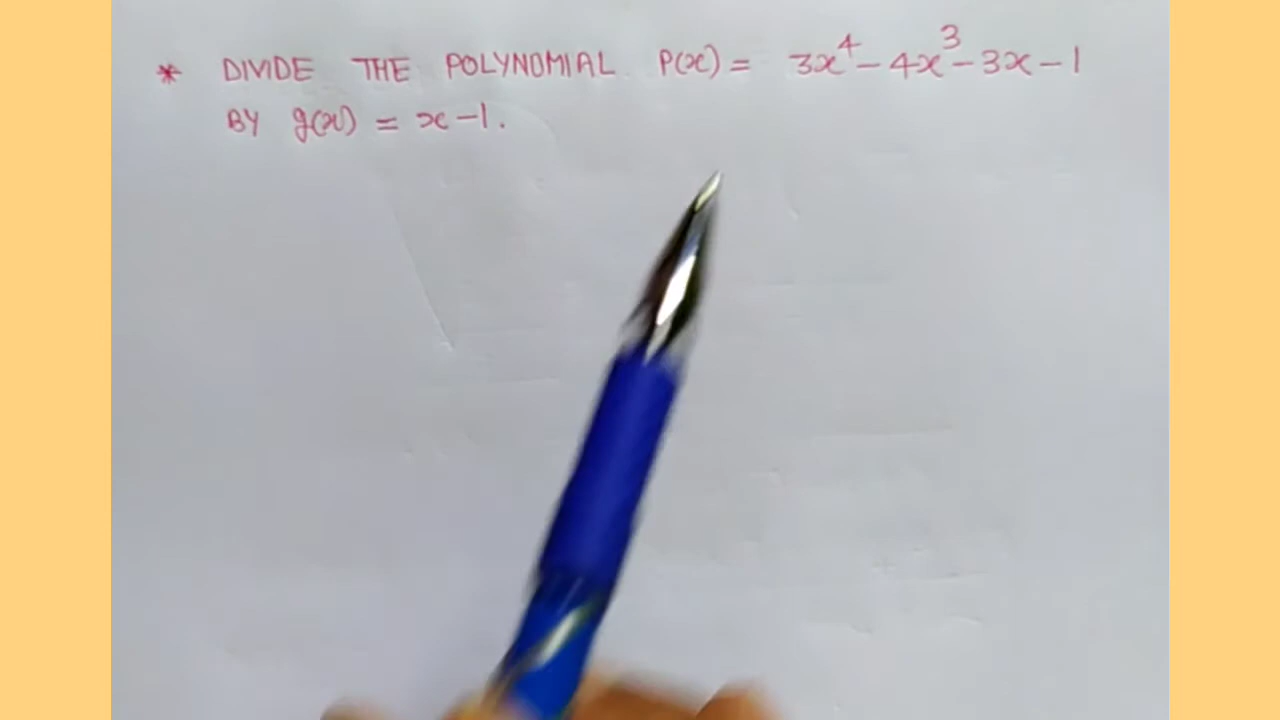 * DIVIDE THE POLYNOMIAL P(x) = 3x⁴ - 4x³ - 3x - 1
BY g(x) = x - 1.